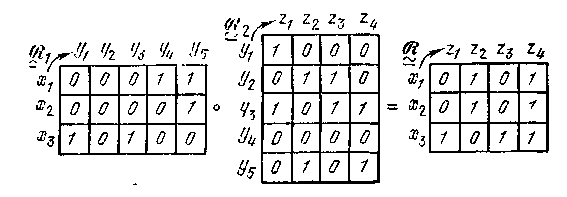 ℛ₁ y₁ y₂ y₃ y₄ y₅
x₁ 0 0 0 1 1
x₂ 0 0 0 0 1
x₃ 1 0 1 0 0
∘
ℛ₂ z₁ z₂ z₃ z₄
y₁ 1 0 0 0
y₂ 0 1 1 0
y₃ 1 0 1 1
y₄ 0 0 0 0
y₅ 0 1 0 1
=
ℛ z₁ z₂ z₃ z₄
x₁ 0 1 0 1
x₂ 0 1 0 1
x₃ 1 0 1 1